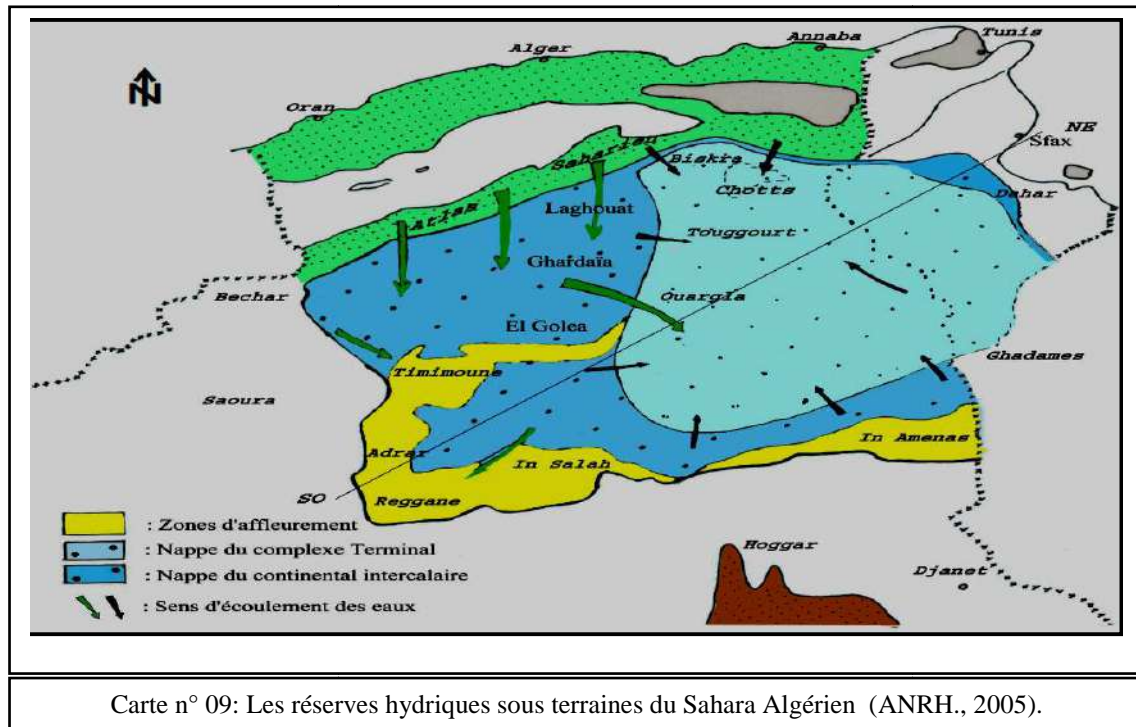 Annaba
Tunis
Alger
N
Oran
NE
Sfax
Biskra
Saharien
Chotts
Dahar
Atlas
Laghouat
Touggourt
Ghardaïa
Bechar
Ouargla
El Golea
Ghadames
Timimoune
Saoura
In Amenas
Adrar
In Salah
SO
Reggane
: Zones d'affleurement
: Nappe du complexe Terminal
Hoggar
: Nappe du continental intercalaire
Djanet
: Sens d'écoulement des eaux
Carte n° 09: Les réserves hydriques sous terraines du Sahara Algérien (ANRH., 2005).